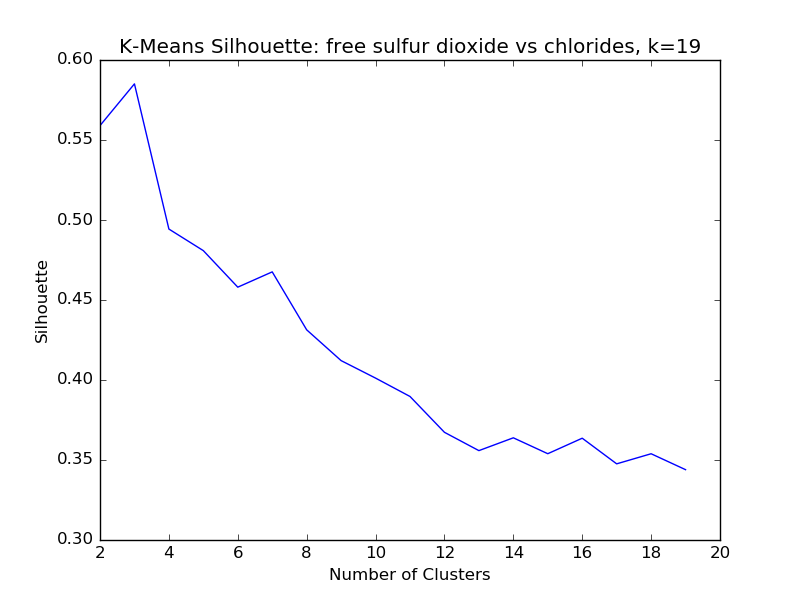 K-Means Silhouette: free sulfur dioxide vs chlorides, k=19
0.60
0.55
0.50
0.45
0.40
0.35
0.30
Silhouette
2 4 6 8 10 12 14 16 18 20
Number of Clusters